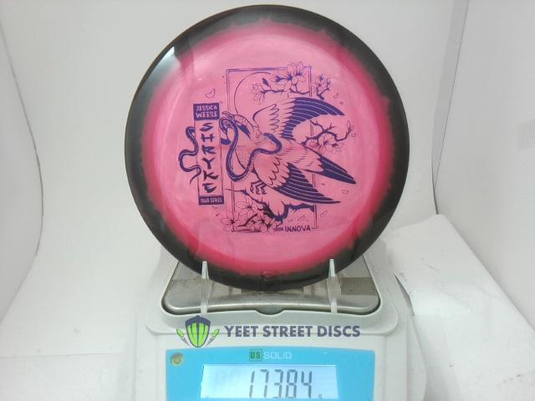 JESSICA
WEESE
SHRYKE
TOUR SERIES
INNOVA
YEET STREET DISCS
US SOLID
173.84